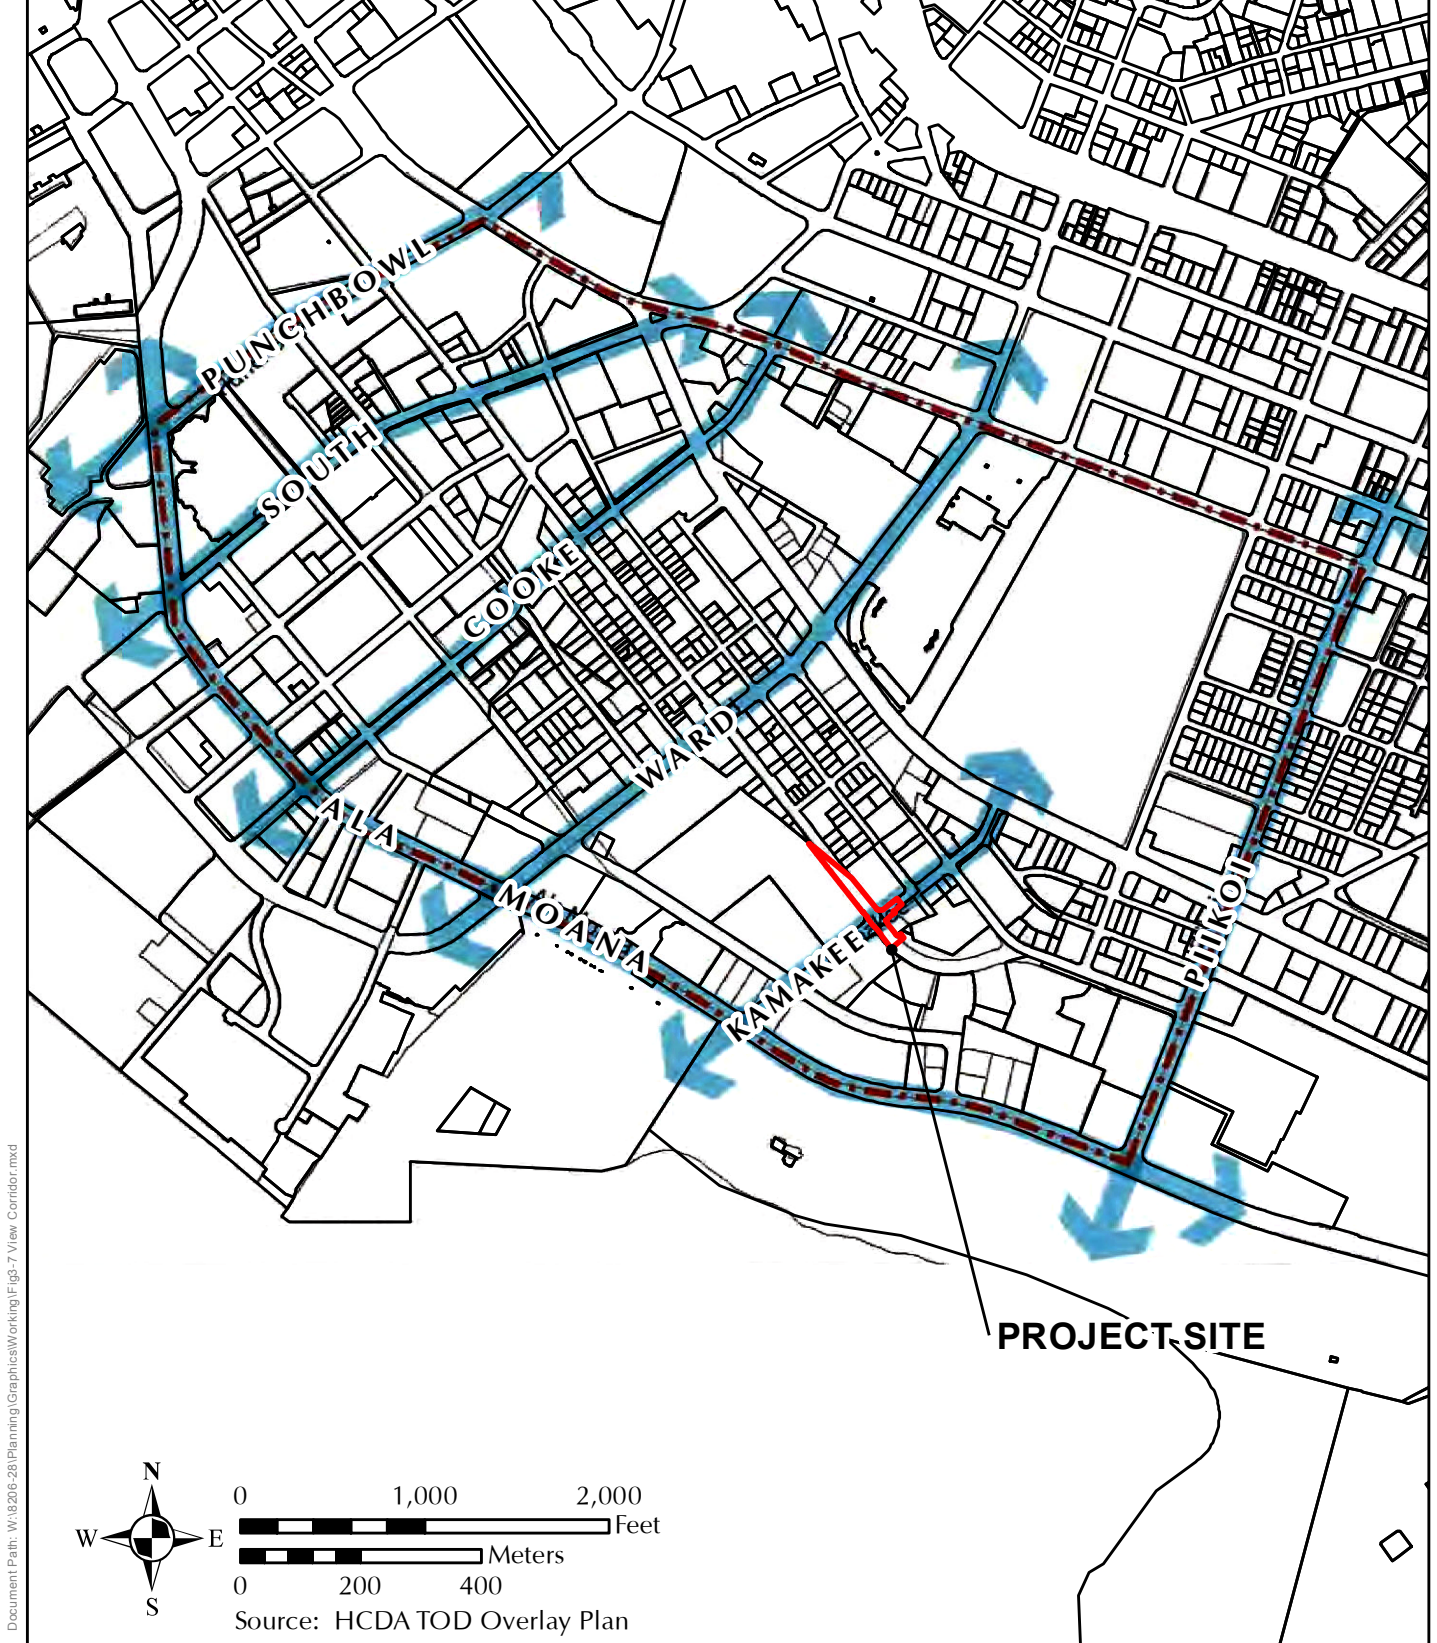 PUNCHBOWL
SOUTH
COOKE
WARD
ALA
MOANA
KAMAKEE
PIIKOI
PROJECT SITE
N
W E
S
0 1,000 2,000
Feet
Meters
0 200 400
Source: HCDA TOD Overlay Plan
Document Path: W:\8206-28\Planning\Graphics\Working\Fig3-7 View Corridor.mxd